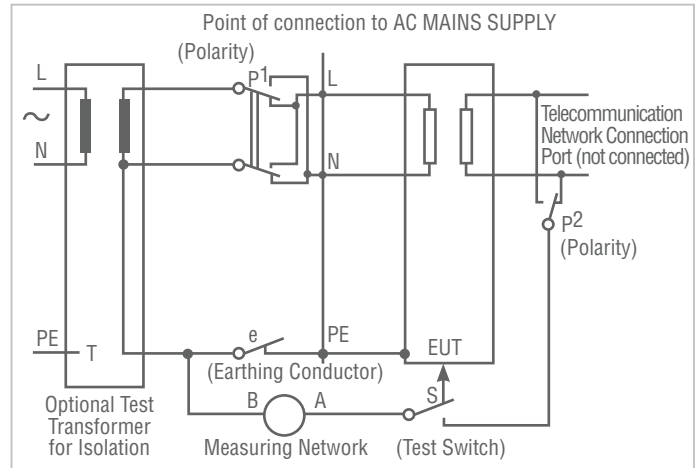 Point of connection to AC MAINS SUPPLY
(Polarity)
L
P1
L
N
N
Telecommunication
Network Connection
Port (not connected)
P2
(Polarity)
PE
T
e
PE
EUT
(Earthing Conductor)
B
A
S
Optional Test
Transformer
for Isolation
Measuring Network
(Test Switch)